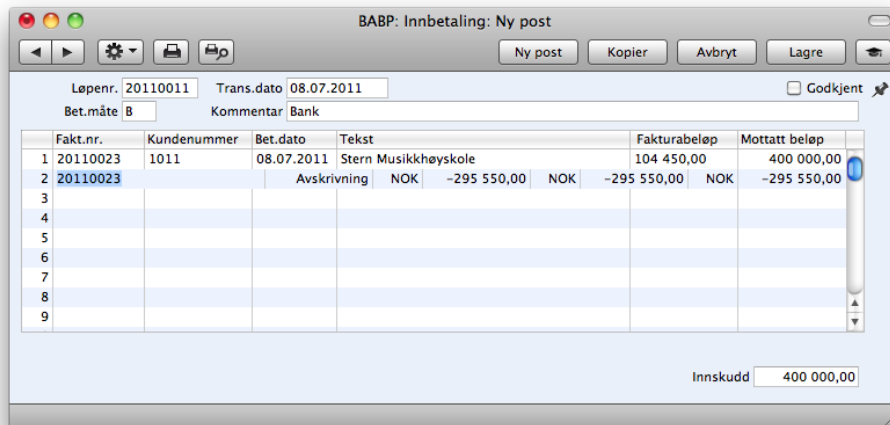 BABP: Innbetaling: Ny post
Ny post Kopier Avbryt Lagre
Løpenr. 20110011 Trans.dato 08.07.2011 Godkjent
Bet.måte B Kommentar Bank
Fakt.nr. Kundenummer Bet.dato Tekst Fakturabeløp Mottatt beløp
1 20110023 1011 08.07.2011 Stern Musikkhøyskole 104 450,00 400 000,00
2 20110023 Avskrivning NOK -295 550,00 NOK -295 550,00 NOK -295 550,00
3
4
5
6
7
8
9
Innskudd 400 000,00